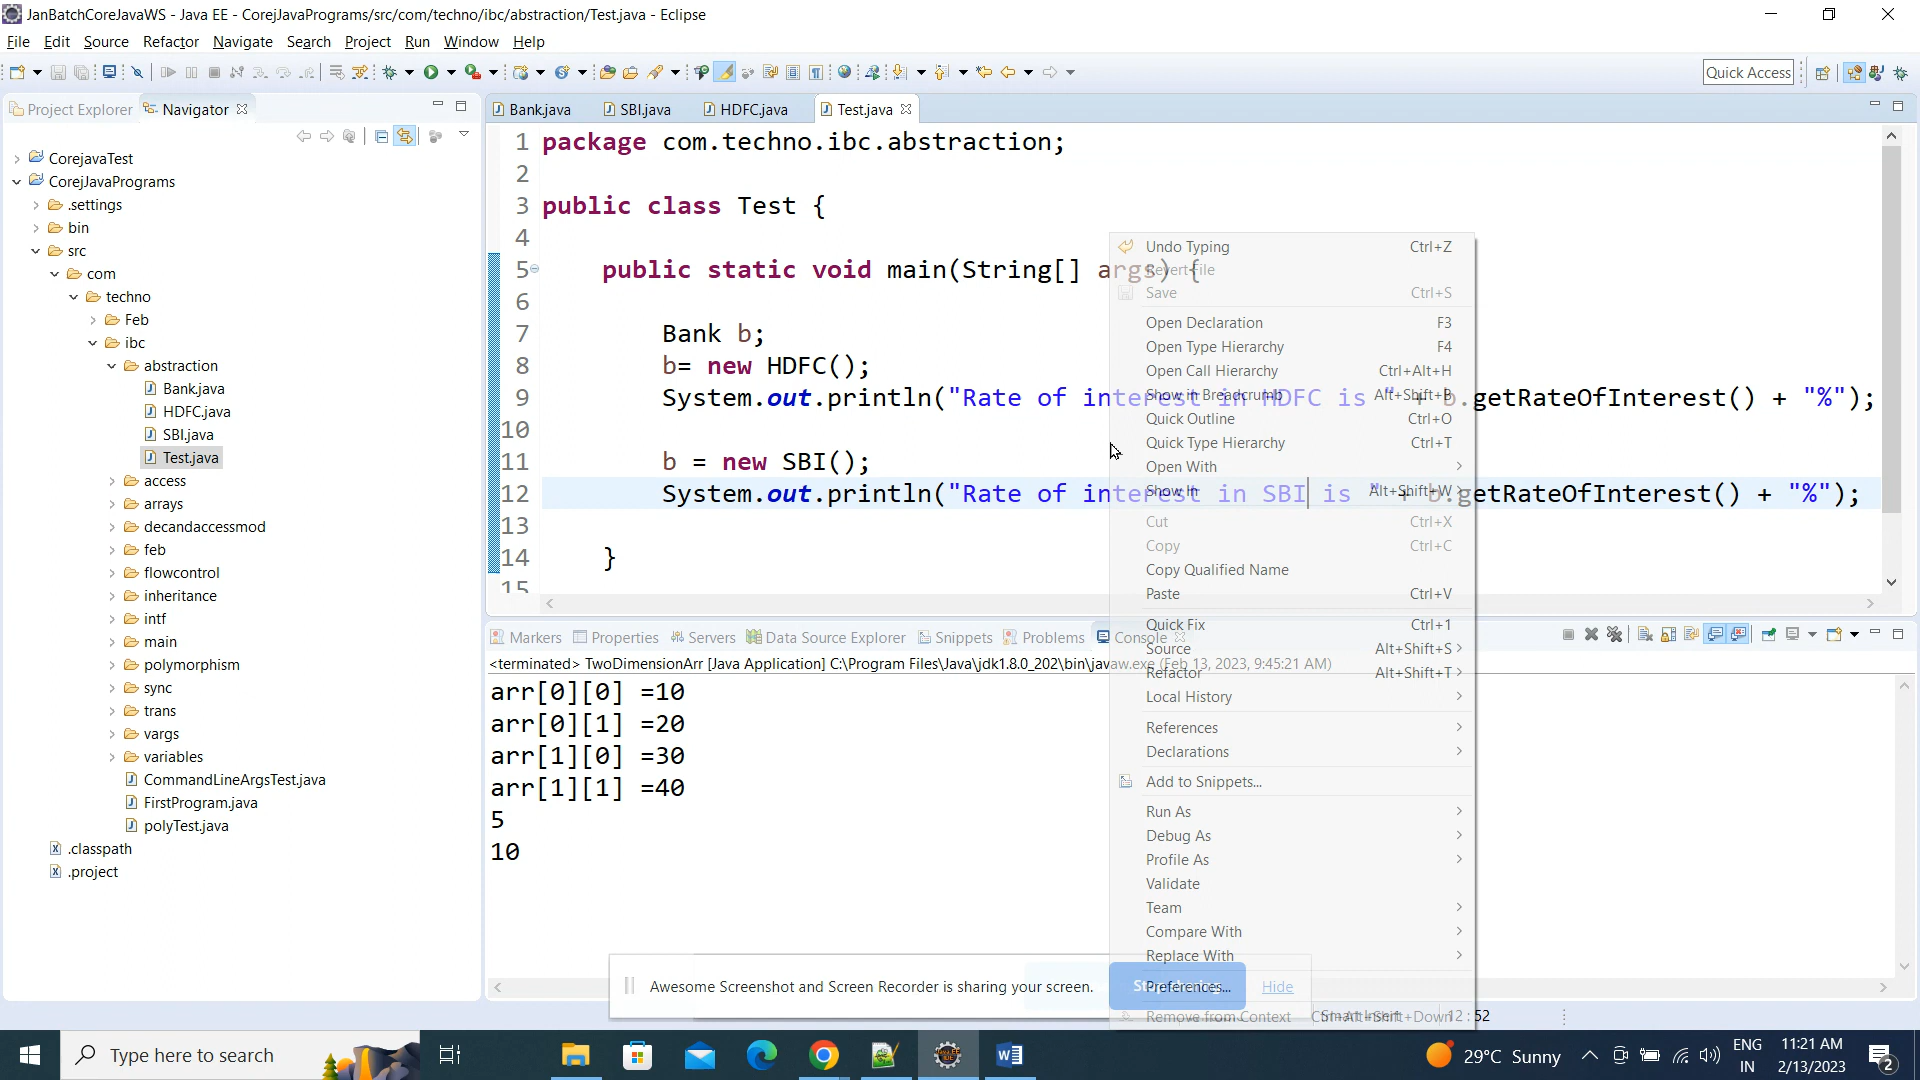 JanBatchCoreJavaWS - Java EE - CorejJavaPrograms/src/com/techno/ibc/abstraction/Test.java - Eclipse
File Edit Source Refactor Navigate Search Project Run Window Help
Quick Access
Project Explorer Navigator
CorejavaTest
CorejJavaPrograms
.settings
bin
src
com
techno
Feb
ibc
abstraction
Bank.java
HDFC.java
SBI.java
Test.java
access
arrays
decandaccessmod
feb
flowcontrol
inheritance
intf
main
polymorphism
sync
trans
vargs
variables
CommandLineArgsTest.java
FirstProgram.java
polyTest.java
.classpath
.project
Bank.java SBI.java HDFC.java Test.java
1 package com.techno.ibc.abstraction;
2
3 public class Test {
4
5 public static void main(String[] args) {
6
7 Bank b;
8 b= new HDFC();
9 System.out.println("Rate of interest in HDFC is "+ b.getRateOfInterest() + "%");
10
11 b = new SBI();
12 System.out.println("Rate of interest in SBI is "+ b.getRateOfInterest() + "%");
13
14 }
15
Undo Typing Ctrl+Z
Revert File
Save Ctrl+S
Open Declaration F3
Open Type Hierarchy F4
Open Call Hierarchy Ctrl+Alt+H
Show in Breadcrumb Alt+Shift+B
Quick Outline Ctrl+O
Quick Type Hierarchy Ctrl+T
Open With
Show In Alt+Shift+W
Cut Ctrl+X
Copy Ctrl+C
Copy Qualified Name
Paste Ctrl+V
Quick Fix Ctrl+1
Source Alt+Shift+S
Refactor Alt+Shift+T
Local History
References
Declarations
Add to Snippets...
Run As
Debug As
Profile As
Validate
Team
Compare With
Replace With
Preferences...
Remove from Context Ctrl+Alt+Shift+Down
Markers Properties Servers Data Source Explorer Snippets Problems Console
<terminated> TwoDimensionArr [Java Application] C:\Program Files\Java\jdk1.8.0_202\bin\javaw.exe (Feb 13, 2023, 9:45:21 AM)
arr[0][0] =10
arr[0][1] =20
arr[1][0] =30
arr[1][1] =40
5
10
Awesome Screenshot and Screen Recorder is sharing your screen. Hide
Smart Insert 12 : 52
Type here to search
29°C Sunny
ENG
IN
11:21 AM
2/13/2023
2